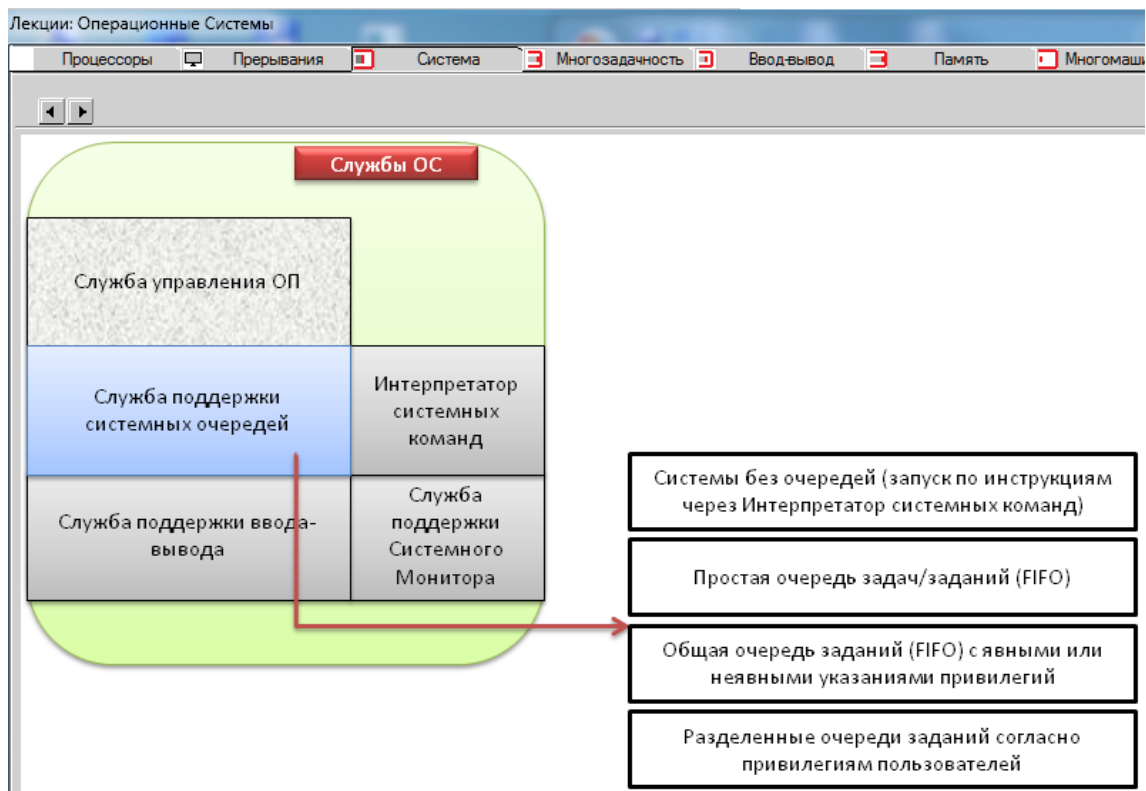 Лекции: Операционные Системы
Процессоры Прерывания Система Многозадачность Ввод-вывод Память Многомаши
Службы ОС
Служба управления ОП
Служба поддержки
системных очередей
Интерпретатор
системных
команд
Служба поддержки ввода-
вывода
Служба
поддержки
Системного
Монитора
Системы без очередей (запуск по инструкциям
через Интерпретатор системных команд)
Простая очередь задач/заданий (FIFO)
Общая очередь заданий (FIFO) с явными или
неявными указаниями привилегий
Разделенные очереди заданий согласно
привилегиям пользователей